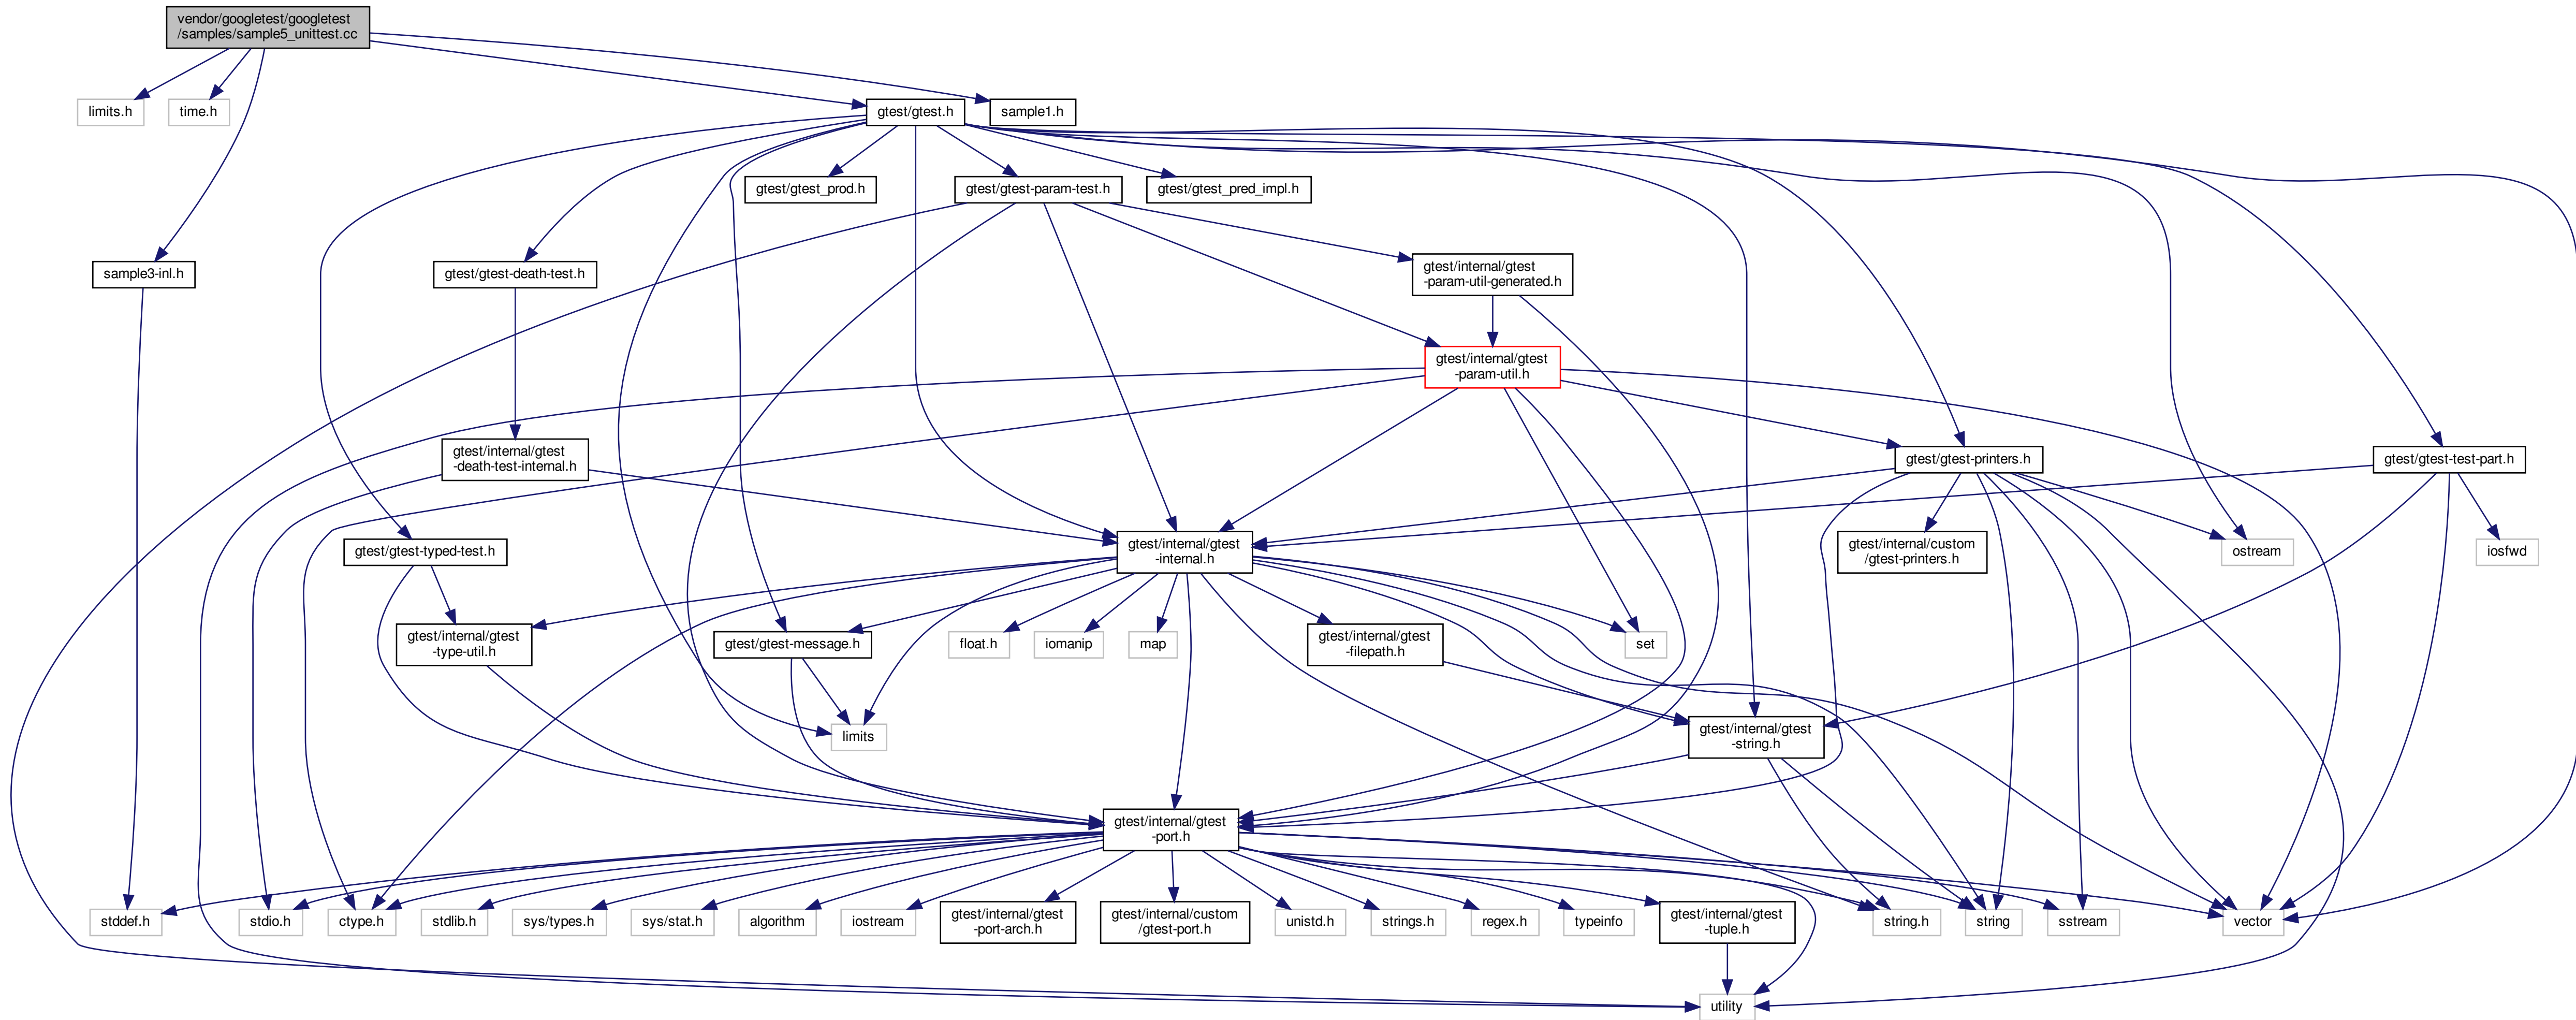 vendor/googletest/googletest
/samples/sample5_unittest.cc
limits.h
time.h
gtest/gtest.h
sample1.h
gtest/gtest_prod.h
gtest/gtest-param-test.h
gtest/gtest_pred_impl.h
sample3-inl.h
gtest/gtest-death-test.h
gtest/internal/gtest
-param-util-generated.h
gtest/internal/gtest
-param-util.h
gtest/internal/gtest
-death-test-internal.h
gtest/gtest-printers.h
gtest/gtest-test-part.h
gtest/gtest-typed-test.h
gtest/internal/gtest
-internal.h
gtest/internal/custom
/gtest-printers.h
ostream
iosfwd
gtest/internal/gtest
-type-util.h
gtest/gtest-message.h
float.h
iomanip
map
gtest/internal/gtest
-filepath.h
set
limits
gtest/internal/gtest
-string.h
gtest/internal/gtest
-port.h
stddef.h
stdio.h
ctype.h
stdlib.h
sys/types.h
sys/stat.h
algorithm
iostream
gtest/internal/gtest
-port-arch.h
gtest/internal/custom
/gtest-port.h
unistd.h
strings.h
regex.h
typeinfo
gtest/internal/gtest
-tuple.h
string.h
string
sstream
vector
utility